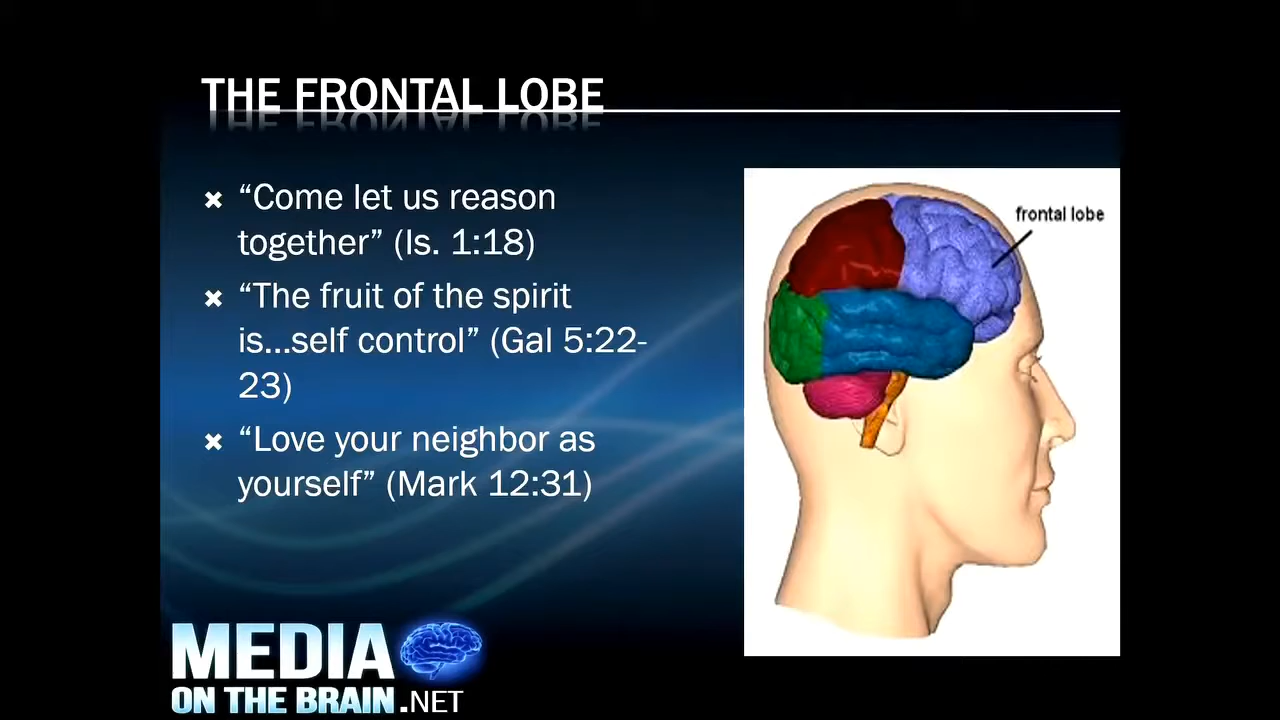 THE FRONTAL LOBE
“Come let us reason
together” (Is. 1:18)
“The fruit of the spirit
is...self control” (Gal 5:22-
23)
“Love your neighbor as
yourself” (Mark 12:31)
frontal lobe
MEDIA
ON THE BRAIN.NET